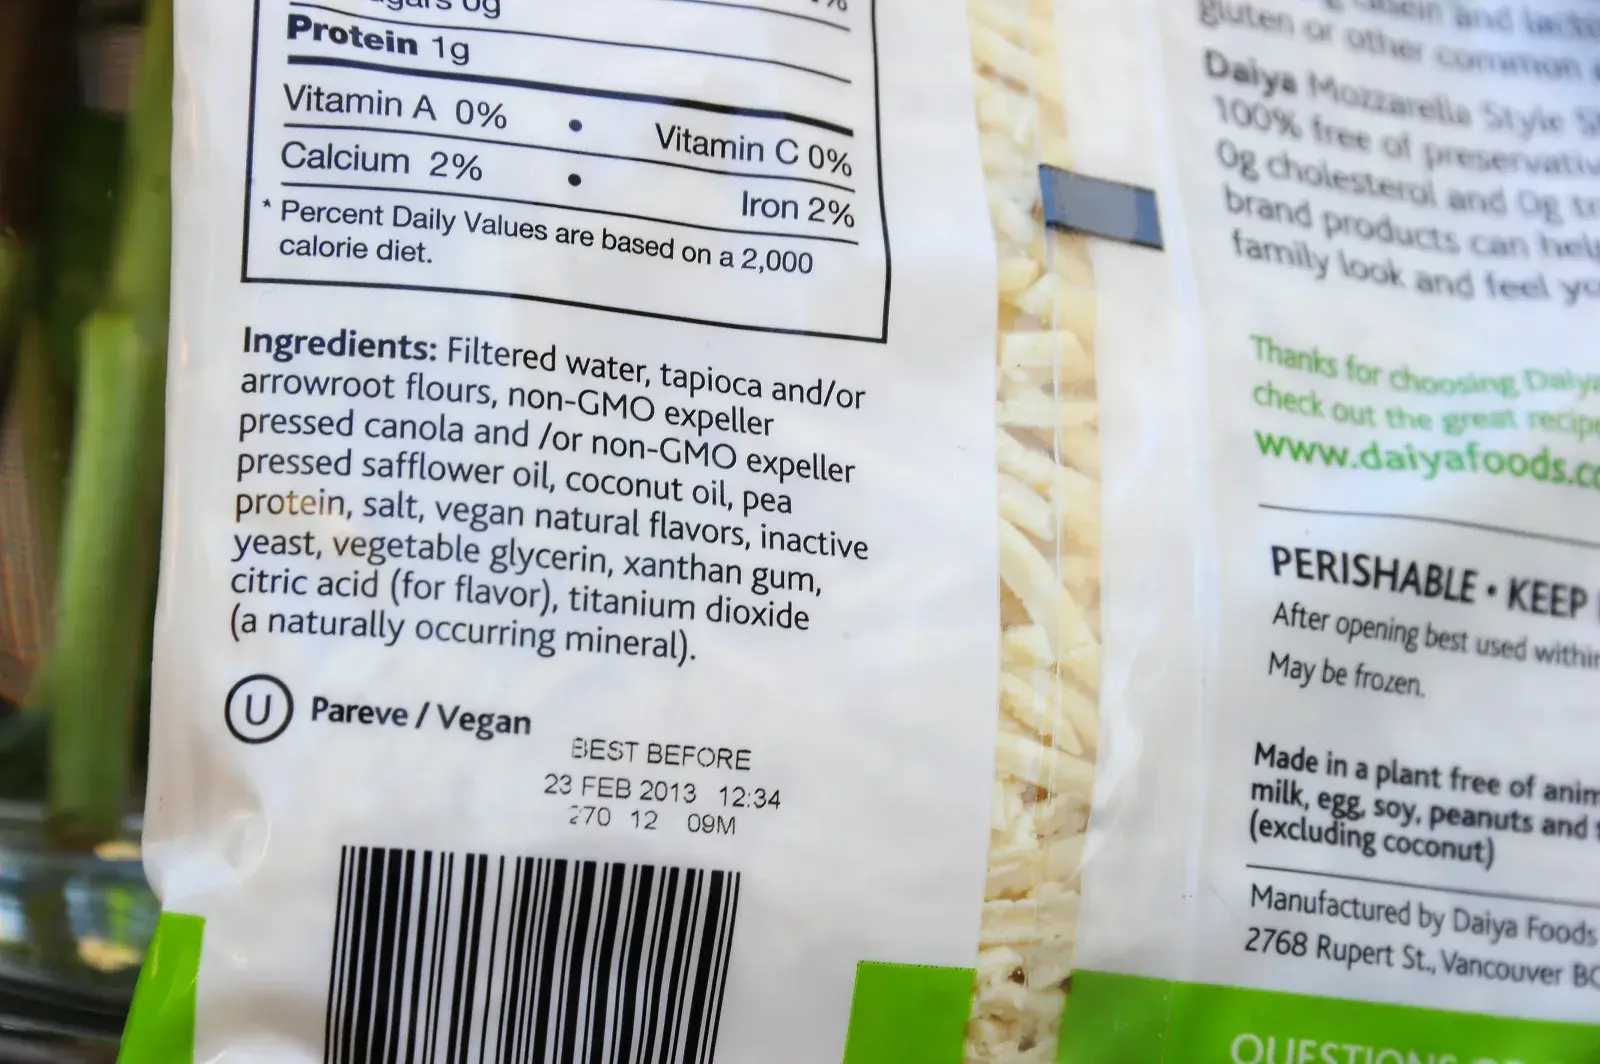 Sugars 0g
Protein 1g
Vitamin A 0% • Vitamin C 0%
Calcium 2% • Iron 2%
* Percent Daily Values are based on a 2,000
calorie diet.
Ingredients: Filtered water, tapioca and/or
arrowroot flours, non-GMO expeller
pressed canola and /or non-GMO expeller
pressed safflower oil, coconut oil, pea
protein, salt, vegan natural flavors, inactive
yeast, vegetable glycerin, xanthan gum,
citric acid (for flavor), titanium dioxide
(a naturally occurring mineral).
U Pareve / Vegan
BEST BEFORE
23 FEB 2013 12:34
270 12 09M
casein and
gluten or other common
Daiya Mozzarella Style
100% free of
0g cholesterol and 0g
brand products can
family look and feel
Thanks for choosing Daiya
check out the great
www.daiyafoods.co
PERISHABLE • KEEP
After opening best used within
May be frozen.
Made in a plant free of
milk, egg, soy, peanuts and
(excluding coconut)
Manufactured by Daiya Foods
2768 Rupert St., Vancouver BC
QUESTIONS